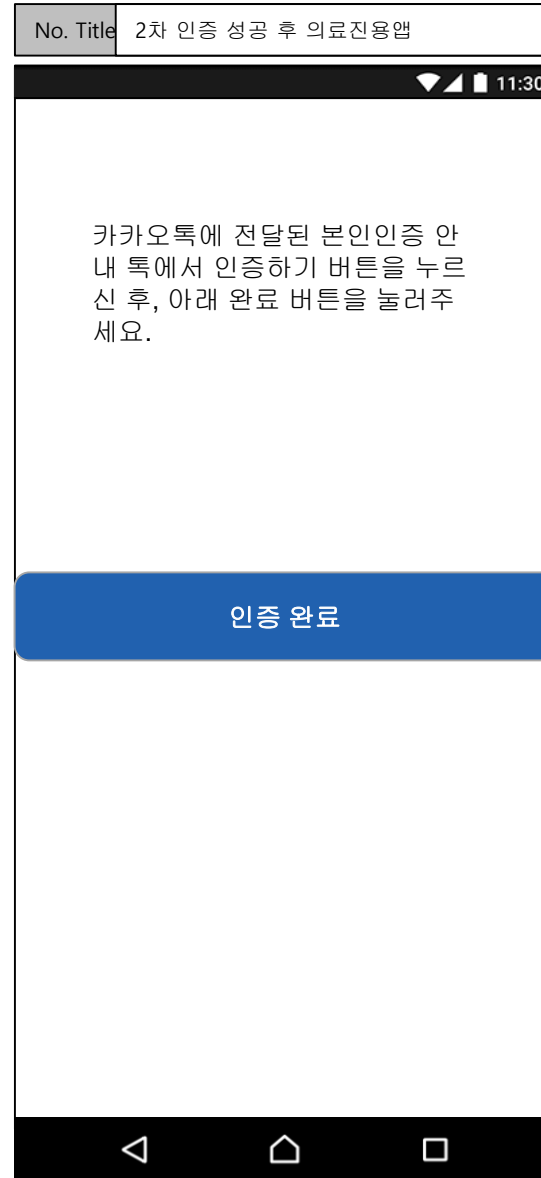 No. Title 2차 인증 성공 후 의료진용앱
11:30
카카오톡에 전달된 본인인증 안
내 톡에서 인증하기 버튼을 누르
신 후, 아래 완료 버튼을 눌러주
세요.
인증 완료